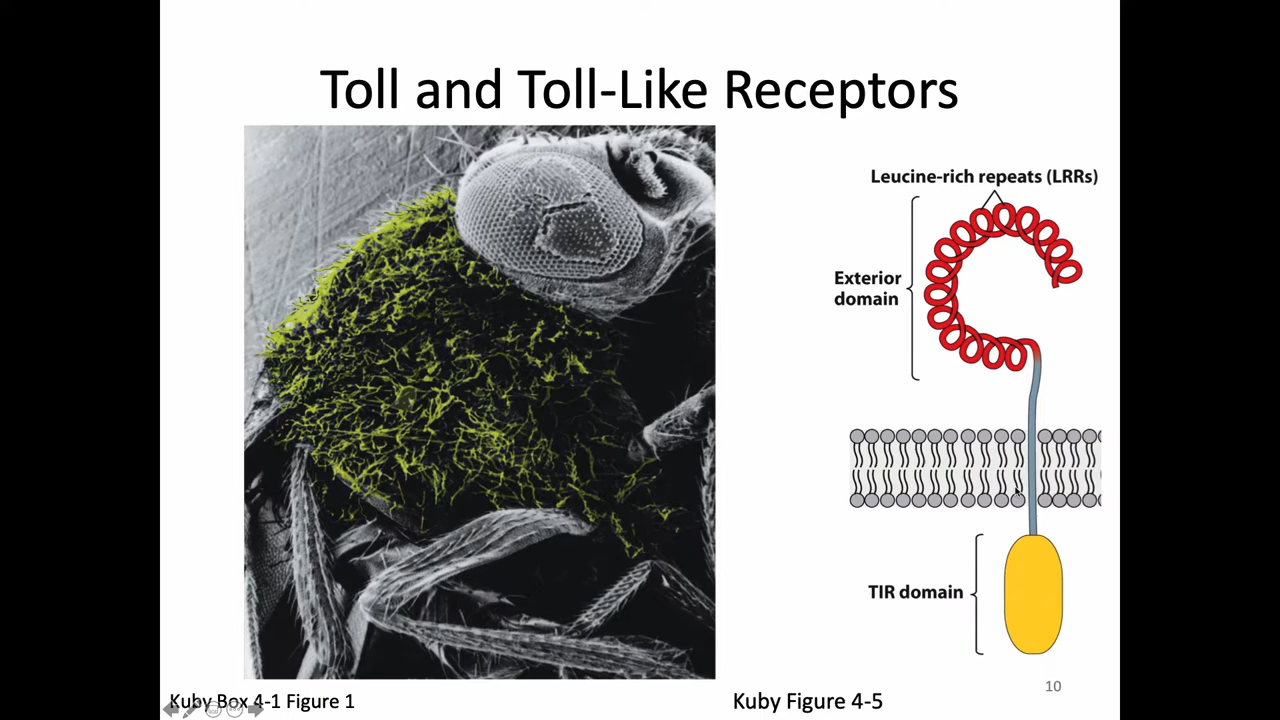 Toll and Toll-Like Receptors
Leucine-rich repeats (LRRs)
Exterior
domain
TIR domain
Kuby Box 4-1 Figure 1
Kuby Figure 4-5
10